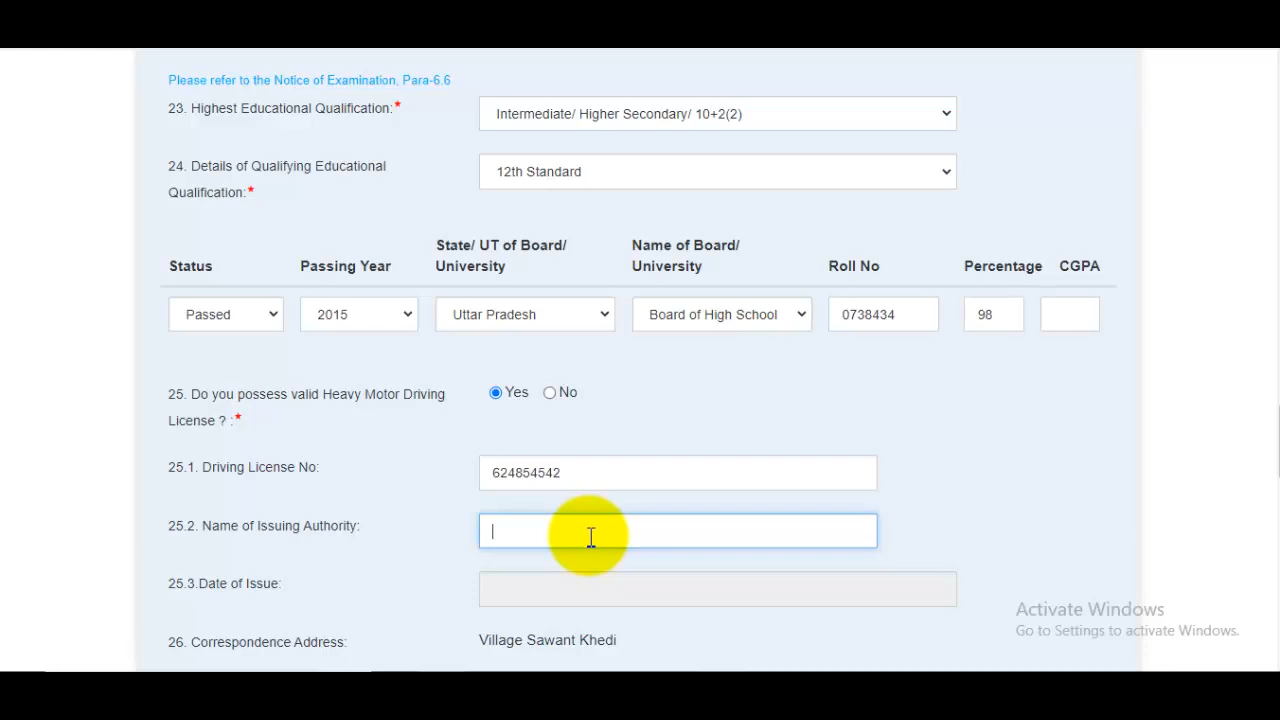 Please refer to the Notice of Examination, Para-6.6
23. Highest Educational Qualification:*
Intermediate/ Higher Secondary/ 10+2(2)
24. Details of Qualifying Educational
Qualification:*
12th Standard
Status
Passing Year
State/ UT of Board/
University
Name of Board/
University
Roll No
Percentage
CGPA
Passed
2015
Uttar Pradesh
Board of High School
0738434
98
25. Do you possess valid Heavy Motor Driving
License ? :*
Yes
No
25.1. Driving License No:
624854542
25.2. Name of Issuing Authority:
25.3.Date of Issue:
26. Correspondence Address:
Village Sawant Khedi
Activate Windows
Go to Settings to activate Windows.